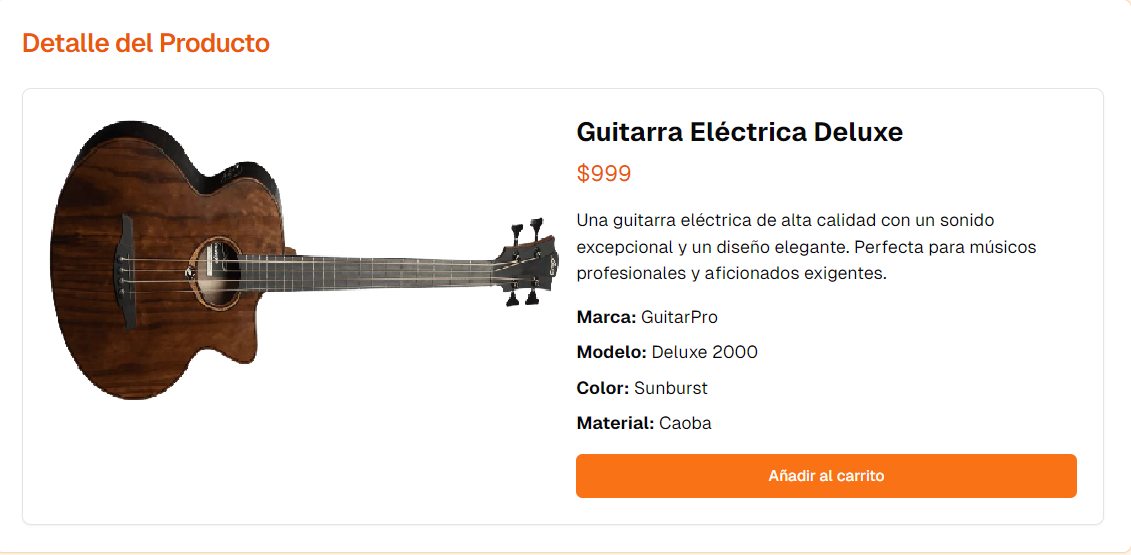 Detalle del Producto
Guitarra Eléctrica Deluxe
$999
Una guitarra eléctrica de alta calidad con un sonido
excepcional y un diseño elegante. Perfecta para músicos
profesionales y aficionados exigentes.
Marca: GuitarPro
Modelo: Deluxe 2000
Color: Sunburst
Material: Caoba
Añadir al carrito